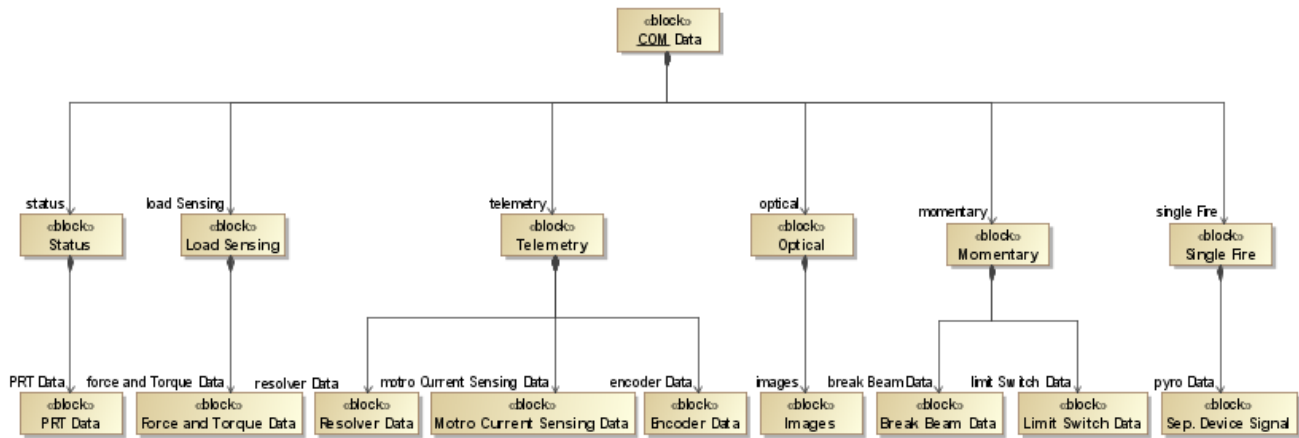 «block»
COM Data
status
load Sensing
telemetry
optical
momentary
single Fire
«block»
Status
«block»
Load Sensing
«block»
Telemetry
«block»
Optical
«block»
Momentary
«block»
Single Fire
PRT Data
force and Torque Data
resolver Data
motro Current Sensing Data
encoder Data
images
break Beam Data
limit Switch Data
pyro Data
«block»
PRT Data
«block»
Force and Torque Data
«block»
Resolver Data
«block»
Motro Current Sensing Data
«block»
Encoder Data
«block»
Images
«block»
Break Beam Data
«block»
Limit Switch Data
«block»
Sep. Device Signal